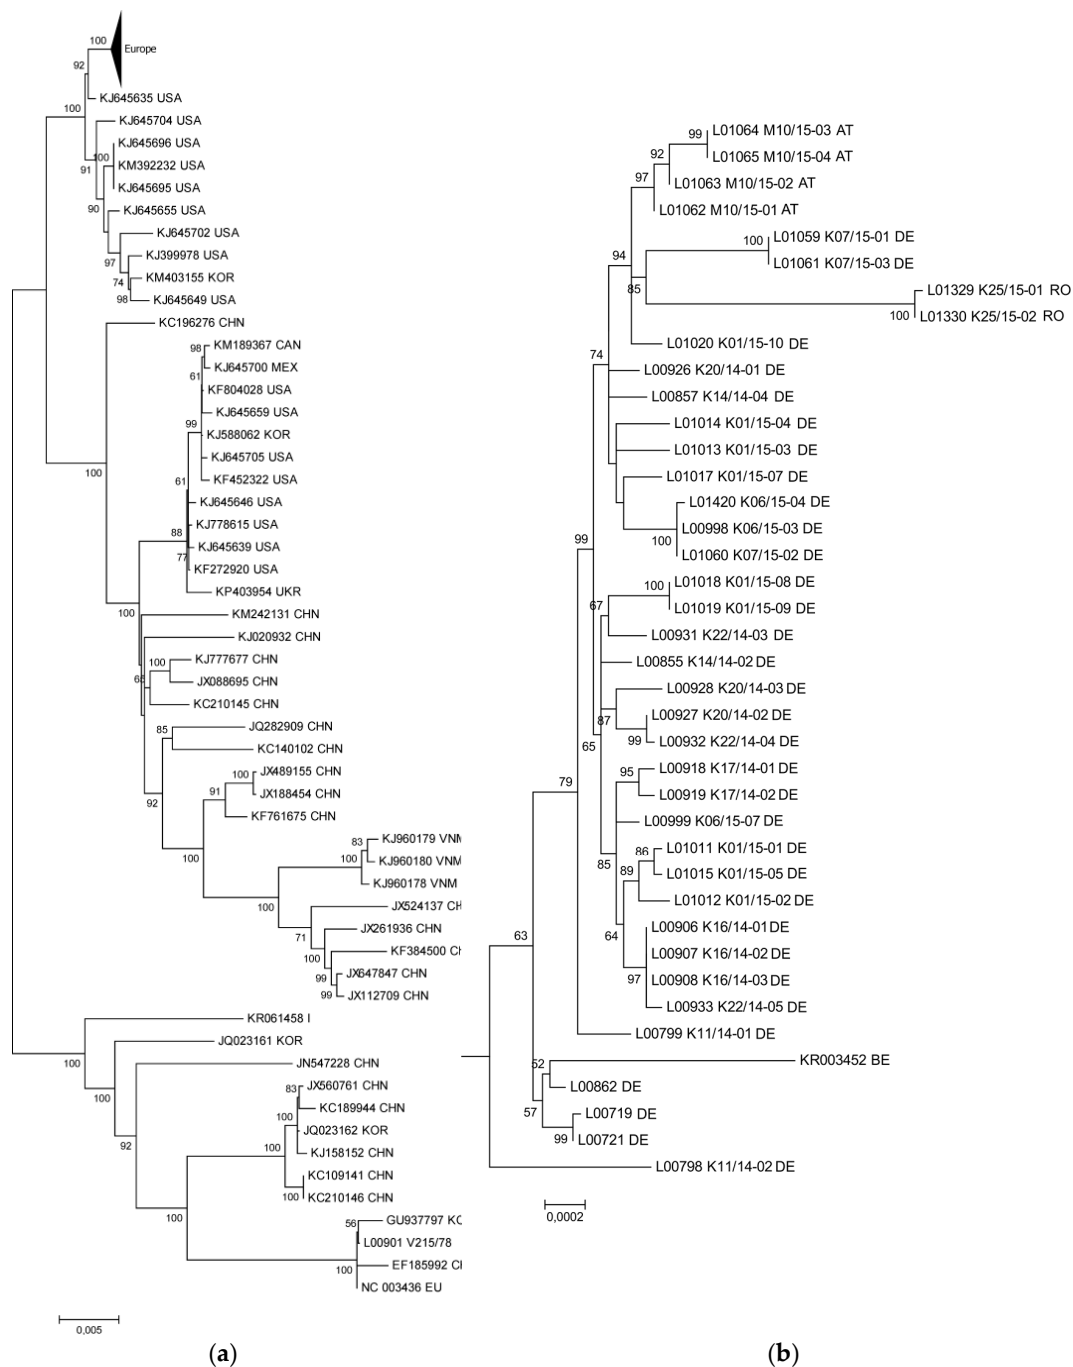 100
Europe
92
KJ645635 USA
100
KJ645704 USA
KJ645696 USA
100
KM392232 USA
91
KJ645695 USA
90
KJ645655 USA
KJ645702 USA
KJ399978 USA
97
KM403155 KOR
74
98
KJ645649 USA
KC196276 CHN
98
KM189367 CAN
KJ645700 MEX
61
KF804028 USA
KJ645659 USA
99
KJ588062 KOR
KJ645705 USA
100
KF452322 USA
61
KJ645646 USA
KJ778615 USA
88
KJ645639 USA
77
KF272920 USA
KP403954 UKR
100
KM242131 CHN
KJ020932 CHN
100
KJ777677 CHN
JX088695 CHN
KC210145 CHN
85
JQ282909 CHN
KC140102 CHN
100
JX489155 CHN
91
JX188454 CHN
92
KF761675 CHN
83
KJ960179 VNM
100
KJ960180 VNM
100
KJ960178 VNM
100
JX524137 CH
JX261936 CHN
71
KF384500 CH
100
99
JX647847 CHN
99
JX112709 CHN
KR061458 I
JQ023161 KOR
100
JN547228 CHN
83
JX560761 CHN
100
KC189944 CHN
100
JQ023162 KOR
92
100
KJ158152 CHN
KC109141 CHN
100
KC210146 CHN
100
56
GU937797 KC
L00901 V215/78
100
EF185992 CI
NC 003436 EU
0,005
(a)
99
L01064 M10/15-03 AT
92
L01065 M10/15-04 AT
97
L01063 M10/15-02 AT
L01062 M10/15-01 AT
100
L01059 K07/15-01 DE
94
L01061 K07/15-03 DE
85
L01329 K25/15-01 RO
100
L01330 K25/15-02 RO
L01020 K01/15-10 DE
74
L00926 K20/14-01 DE
L00857 K14/14-04 DE
L01014 K01/15-04 DE
L01013 K01/15-03 DE
L01017 K01/15-07 DE
L01420 K06/15-04 DE
L00998 K06/15-03 DE
100
L01060 K07/15-02 DE
99
100
L01018 K01/15-08 DE
67
L01019 K01/15-09 DE
L00931 K22/14-03 DE
L00855 K14/14-02 DE
L00928 K20/14-03 DE
87
L00927 K20/14-02 DE
99
L00932 K22/14-04 DE
65
95
L00918 K17/14-01 DE
79
L00919 K17/14-02 DE
L00999 K06/15-07 DE
86
L01011 K01/15-01 DE
85
89
L01015 K01/15-05 DE
L01012 K01/15-02 DE
L00906 K16/14-01 DE
63
64
L00907 K16/14-02 DE
97
L00908 K16/14-03 DE
L00933 K22/14-05 DE
L00799 K11/14-01 DE
52
KR003452 BE
L00862 DE
57
L00719 DE
99
L00721 DE
L00798 K11/14-02 DE
0,0002
(b)